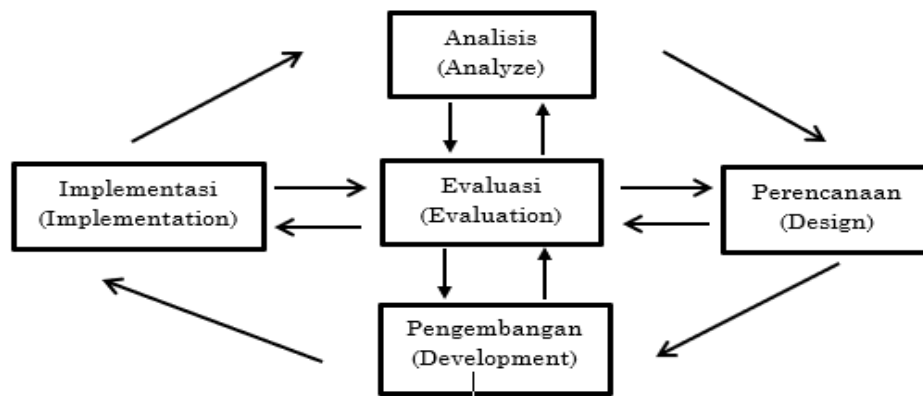 Analisis
(Analyze)
Implementasi
(Implementation)
Evaluasi
(Evaluation)
Perencanaan
(Design)
Pengembangan
(Development)